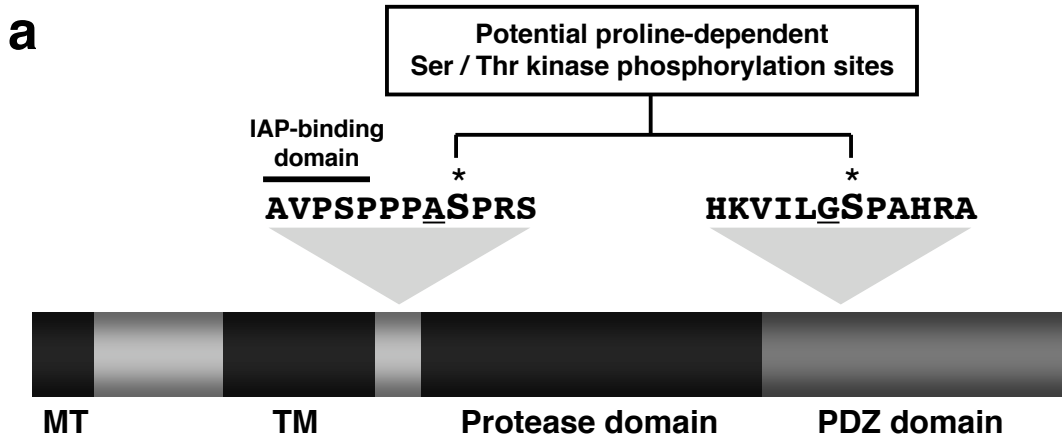 a
Potential proline-dependent
Ser / Thr kinase phosphorylation sites
IAP-binding
domain
* *
AVPSPPPASPRS HKVILGSPAHRA
MT TM Protease domain PDZ domain